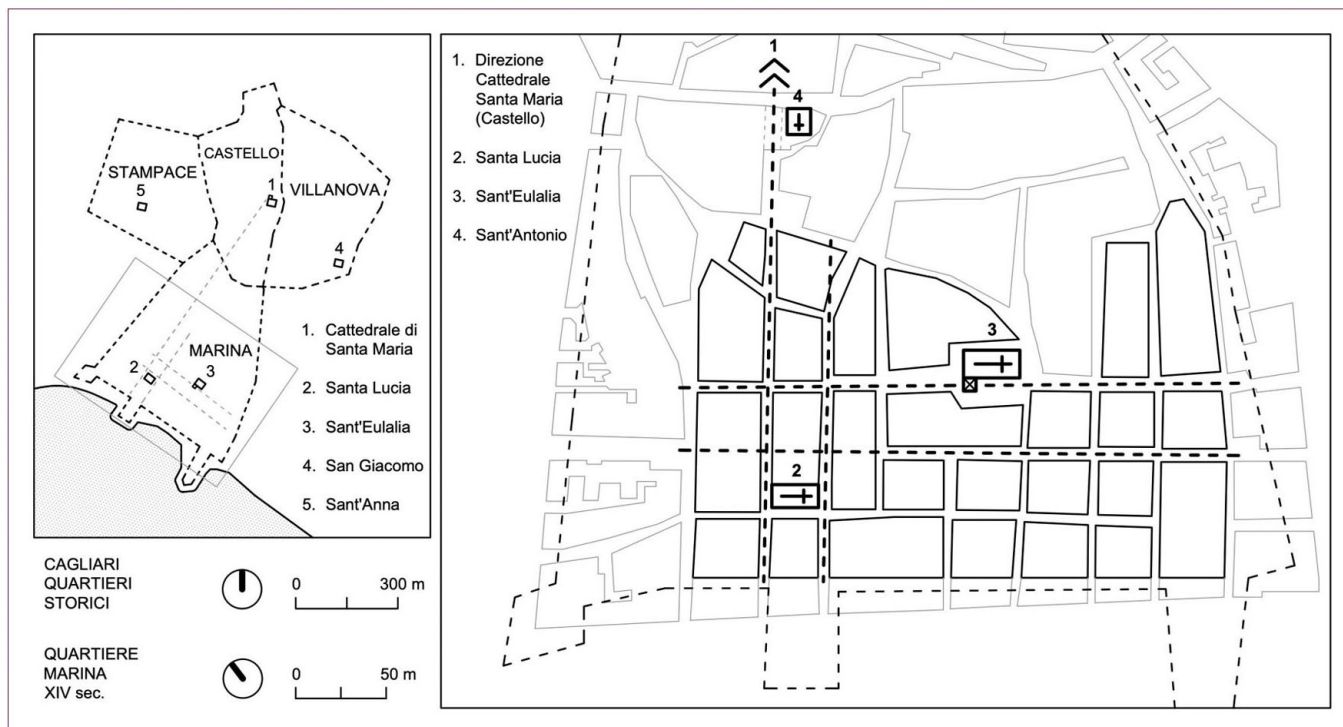 STAMPACE
5
CASTELLO
1
VILLANOVA
4
MARINA
2
3
1. Cattedrale di
Santa Maria
2. Santa Lucia
3. Sant'Eulalia
4. San Giacomo
5. Sant'Anna
CAGLIARI
QUARTIERI
STORICI
0 300 m
QUARTIERE
MARINA
XIV sec.
0 50 m
1. Direzione
Cattedrale
Santa Maria
(Castello)
2. Santa Lucia
3. Sant'Eulalia
4. Sant'Antonio
1
4
3
2